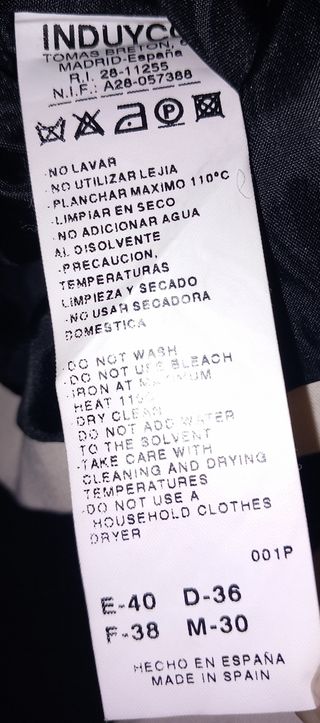 INDUYCO
TOMAS BRETON,
MADRID-España
R.I. 28-11255
N.I.F.: A28-057388
-NO LAVAR
-NO UTILIZAR LEJIA
-PLANCHAR MAXIMO 110ºC
-LIMPIAR EN SECO
-NO ADICIONAR AGUA
AL DISOLVENTE
-PRECAUCION,
TEMPERATURAS
LIMPIEZA Y SECADO
-NO USAR SECADORA
DOMESTICA
-DO NOT WASH
-DO NOT USE BLEACH
-IRON AT MAXIMUM
HEAT 110º
-DRY CLEAN
DO NOT ADD WATER
TO THE SOLVENT
-TAKE CARE WITH
CLEANING AND DRYING
TEMPERATURES
-DO NOT USE A
HOUSEHOLD CLOTHES
DRYER
001P
E-40 D-36
F-38 M-30
HECHO EN ESPAÑA
MADE IN SPAIN